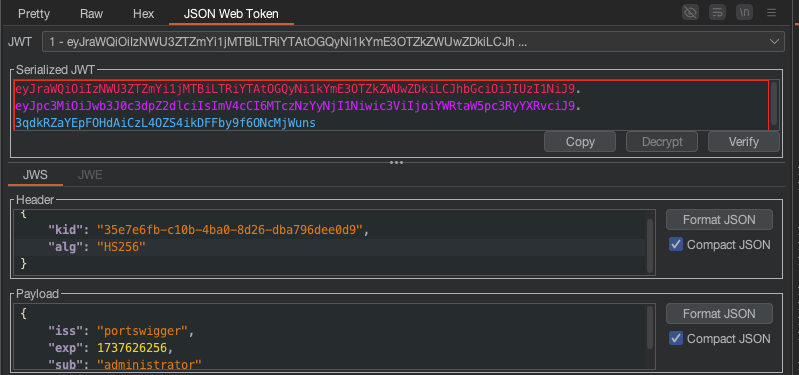 Pretty Raw Hex JSON Web Token
JWT 1 - eyJraWQiOiIzNWU3ZTZmYi1jMTBiLTRiYTAtOGQyNi1kYmE3OTZkZWUwZDkiLCJh ...
Serialized JWT
eyJraWQiOiIzNWU3ZTZmYi1jMTBiLTRiYTAtOGQyNi1kYmE3OTZkZWUwZDkiLCJhbGciOiJIUzI1NiJ9.
eyJpc3MiOiJwb3J0c3dpZ2dlciIsImV4cCI6MTczNzYyNjI1Niwic3ViIjoiYWRtaW5pc3RyYXRvciJ9.
3qdkRZaYEpFOHdAiCzL4OZS4ikDFFby9f6ONcMjWuns
Copy Decrypt Verify
JWS JWE
Header
{
"kid": "35e7e6fb-c10b-4ba0-8d26-dba796dee0d9",
"alg": "HS256"
}
Format JSON
Compact JSON
Payload
{
"iss": "portswigger",
"exp": 1737626256,
"sub": "administrator"
Format JSON
Compact JSON